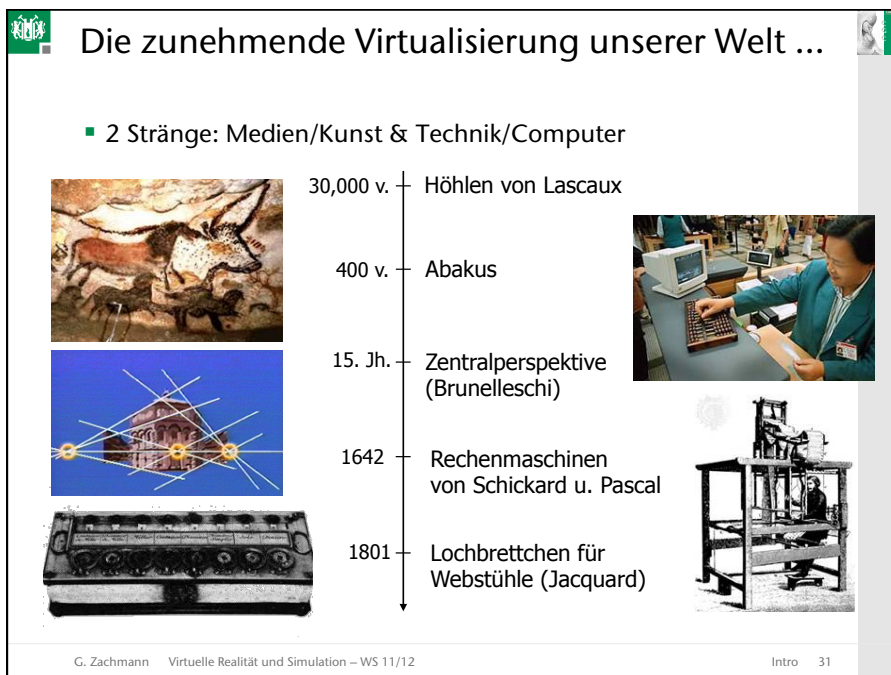 Die zunehmende Virtualisierung unserer Welt ...
▪ 2 Stränge: Medien/Kunst & Technik/Computer
30,000 v. Höhlen von Lascaux
400 v. Abakus
15. Jh. Zentralperspektive
(Brunelleschi)
1642 Rechenmaschinen
von Schickard u. Pascal
1801 Lochbrettchen für
Webstühle (Jacquard)
G. Zachmann Virtuelle Realität und Simulation – WS 11/12 Intro 31